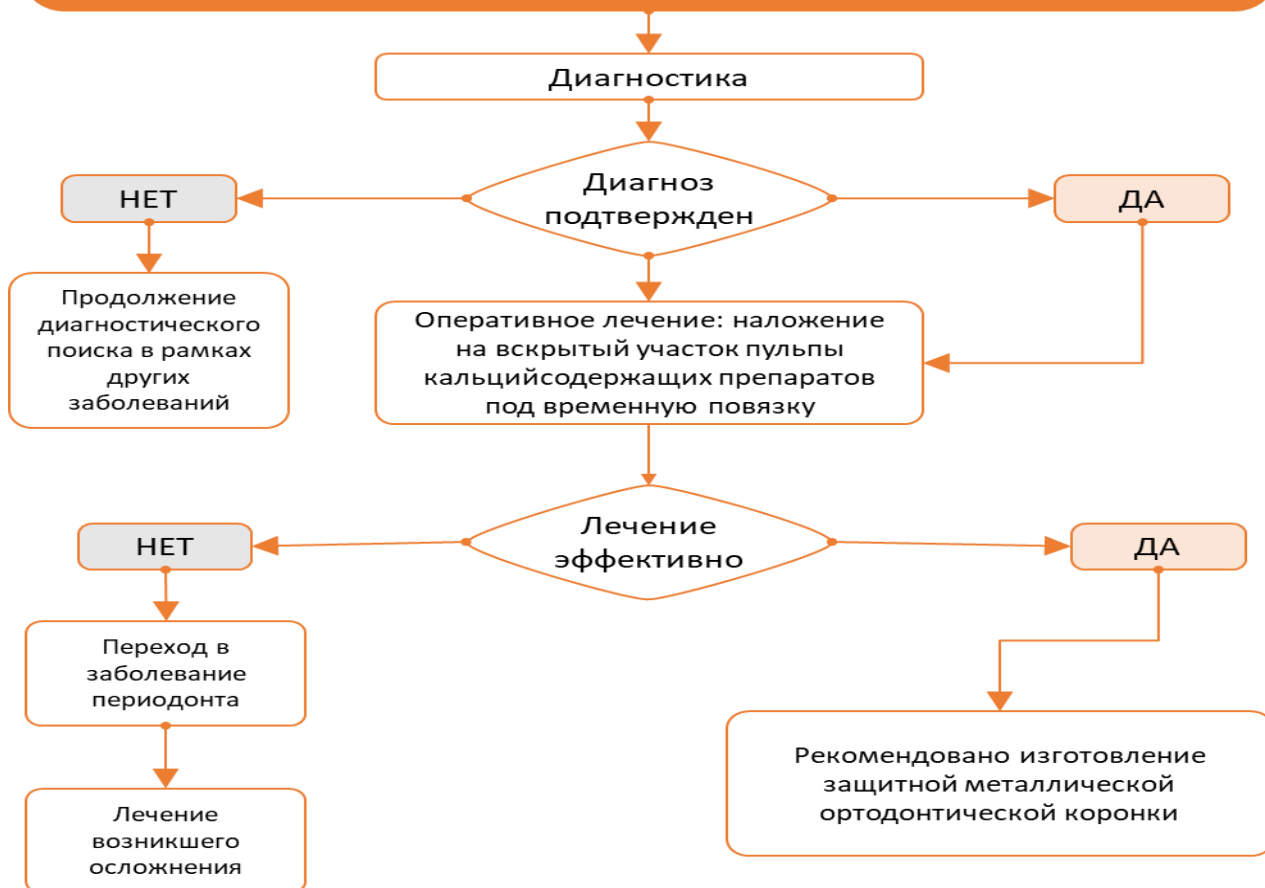 Диагностика
Диагноз
подтвержден
НЕТ
ДА
Продолжение
диагностического
поиска в рамках
других
заболеваний
Оперативное лечение: наложение
на вскрытый участок пульпы
кальцийсодержащих препаратов
под временную повязку
Лечение
эффективно
НЕТ
ДА
Переход в
заболевание
периодонта
Рекомендовано изготовление
защитной металлической
ортодонтической коронки
Лечение
возникшего
осложнения